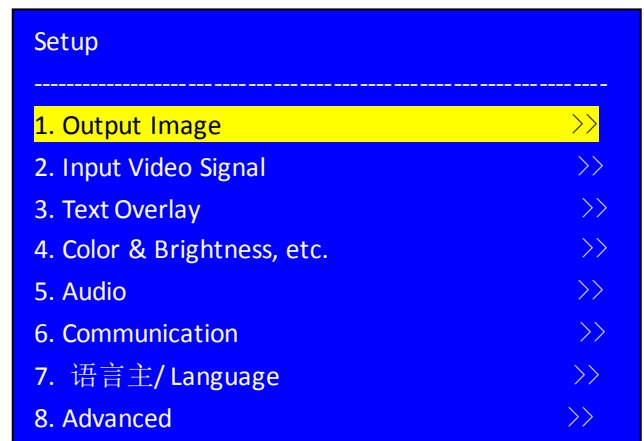 Setup
--------------------------------------------------------------------
1. Output Image >>
2. Input Video Signal >>
3. Text Overlay >>
4. Color & Brightness, etc. >>
5. Audio >>
6. Communication >>
7. 语言主/ Language >>
8. Advanced >>